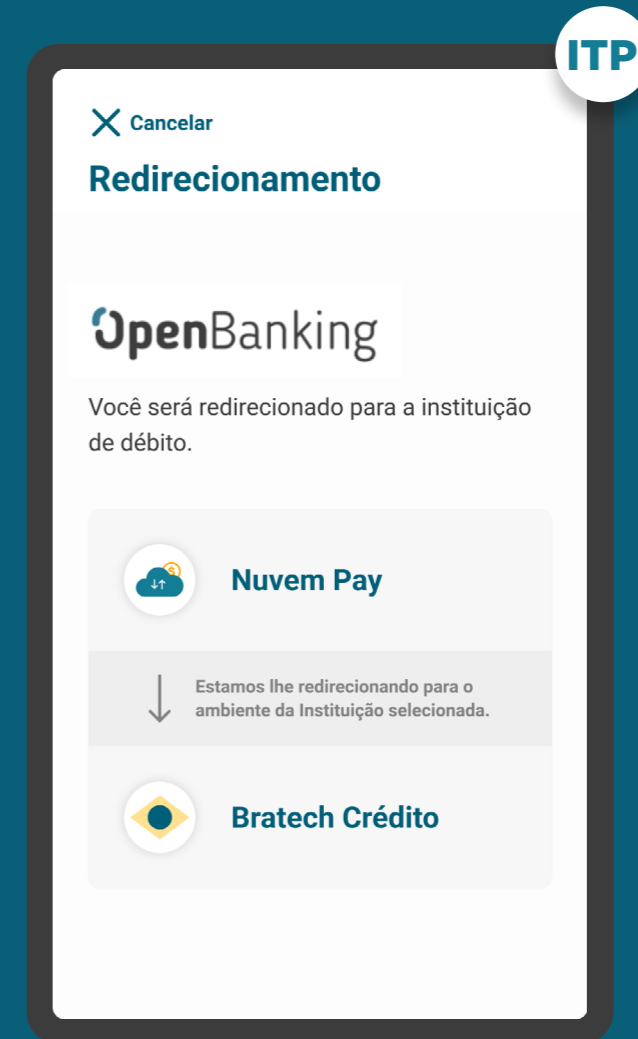 ITP
Cancelar
Redirecionamento
OpenBanking
Você será redirecionado para a instituição
de débito.
$
Nuvem Pay
Estamos lhe redirecionando para o
ambiente da Instituição selecionada.
Bratech Crédito